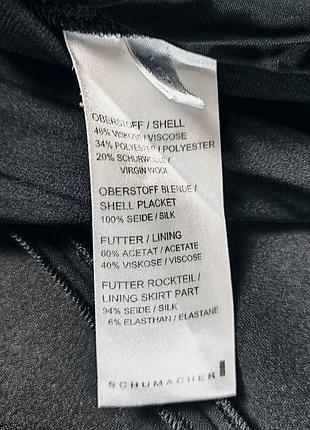 OBERSTOFF / SHELL
46% VISKOSE / VISCOSE
34% POLYESTER / POLYESTER
20% SCHURWOLLE /
VIRGIN WOOL
OBERSTOFF BLENDE /
SHELL PLACKET
100% SEIDE / SILK
FUTTER / LINING
60% ACETAT / ACETATE
40% VISKOSE / VISCOSE
FUTTER ROCKTEIL /
LINING SKIRT PART
94% SEIDE / SILK
6% ELASTHAN / ELASTANE
SCHUMACHER